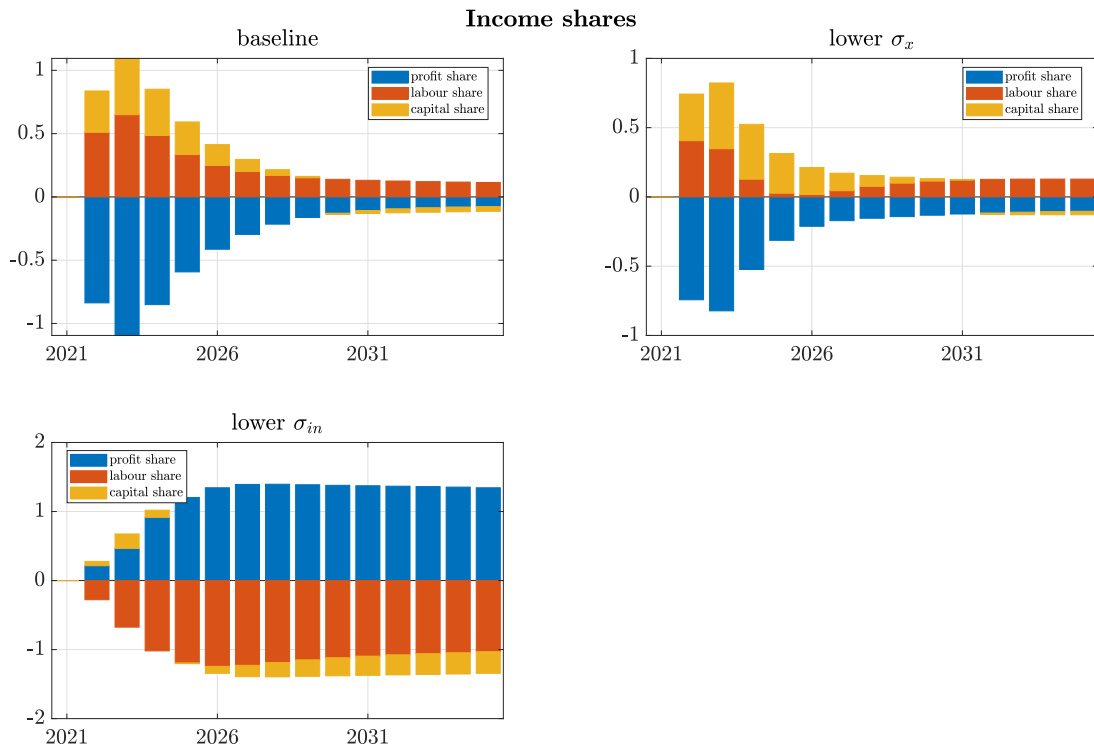 Income shares
baseline
1
0.5
0
-0.5
-1
2021
2026
2031
profit share
labour share
capital share
lower σx
1
0.5
0
-0.5
-1
2021
2026
2031
profit share
labour share
capital share
lower σin
2
1
0
-1
-2
2021
2026
2031
profit share
labour share
capital share